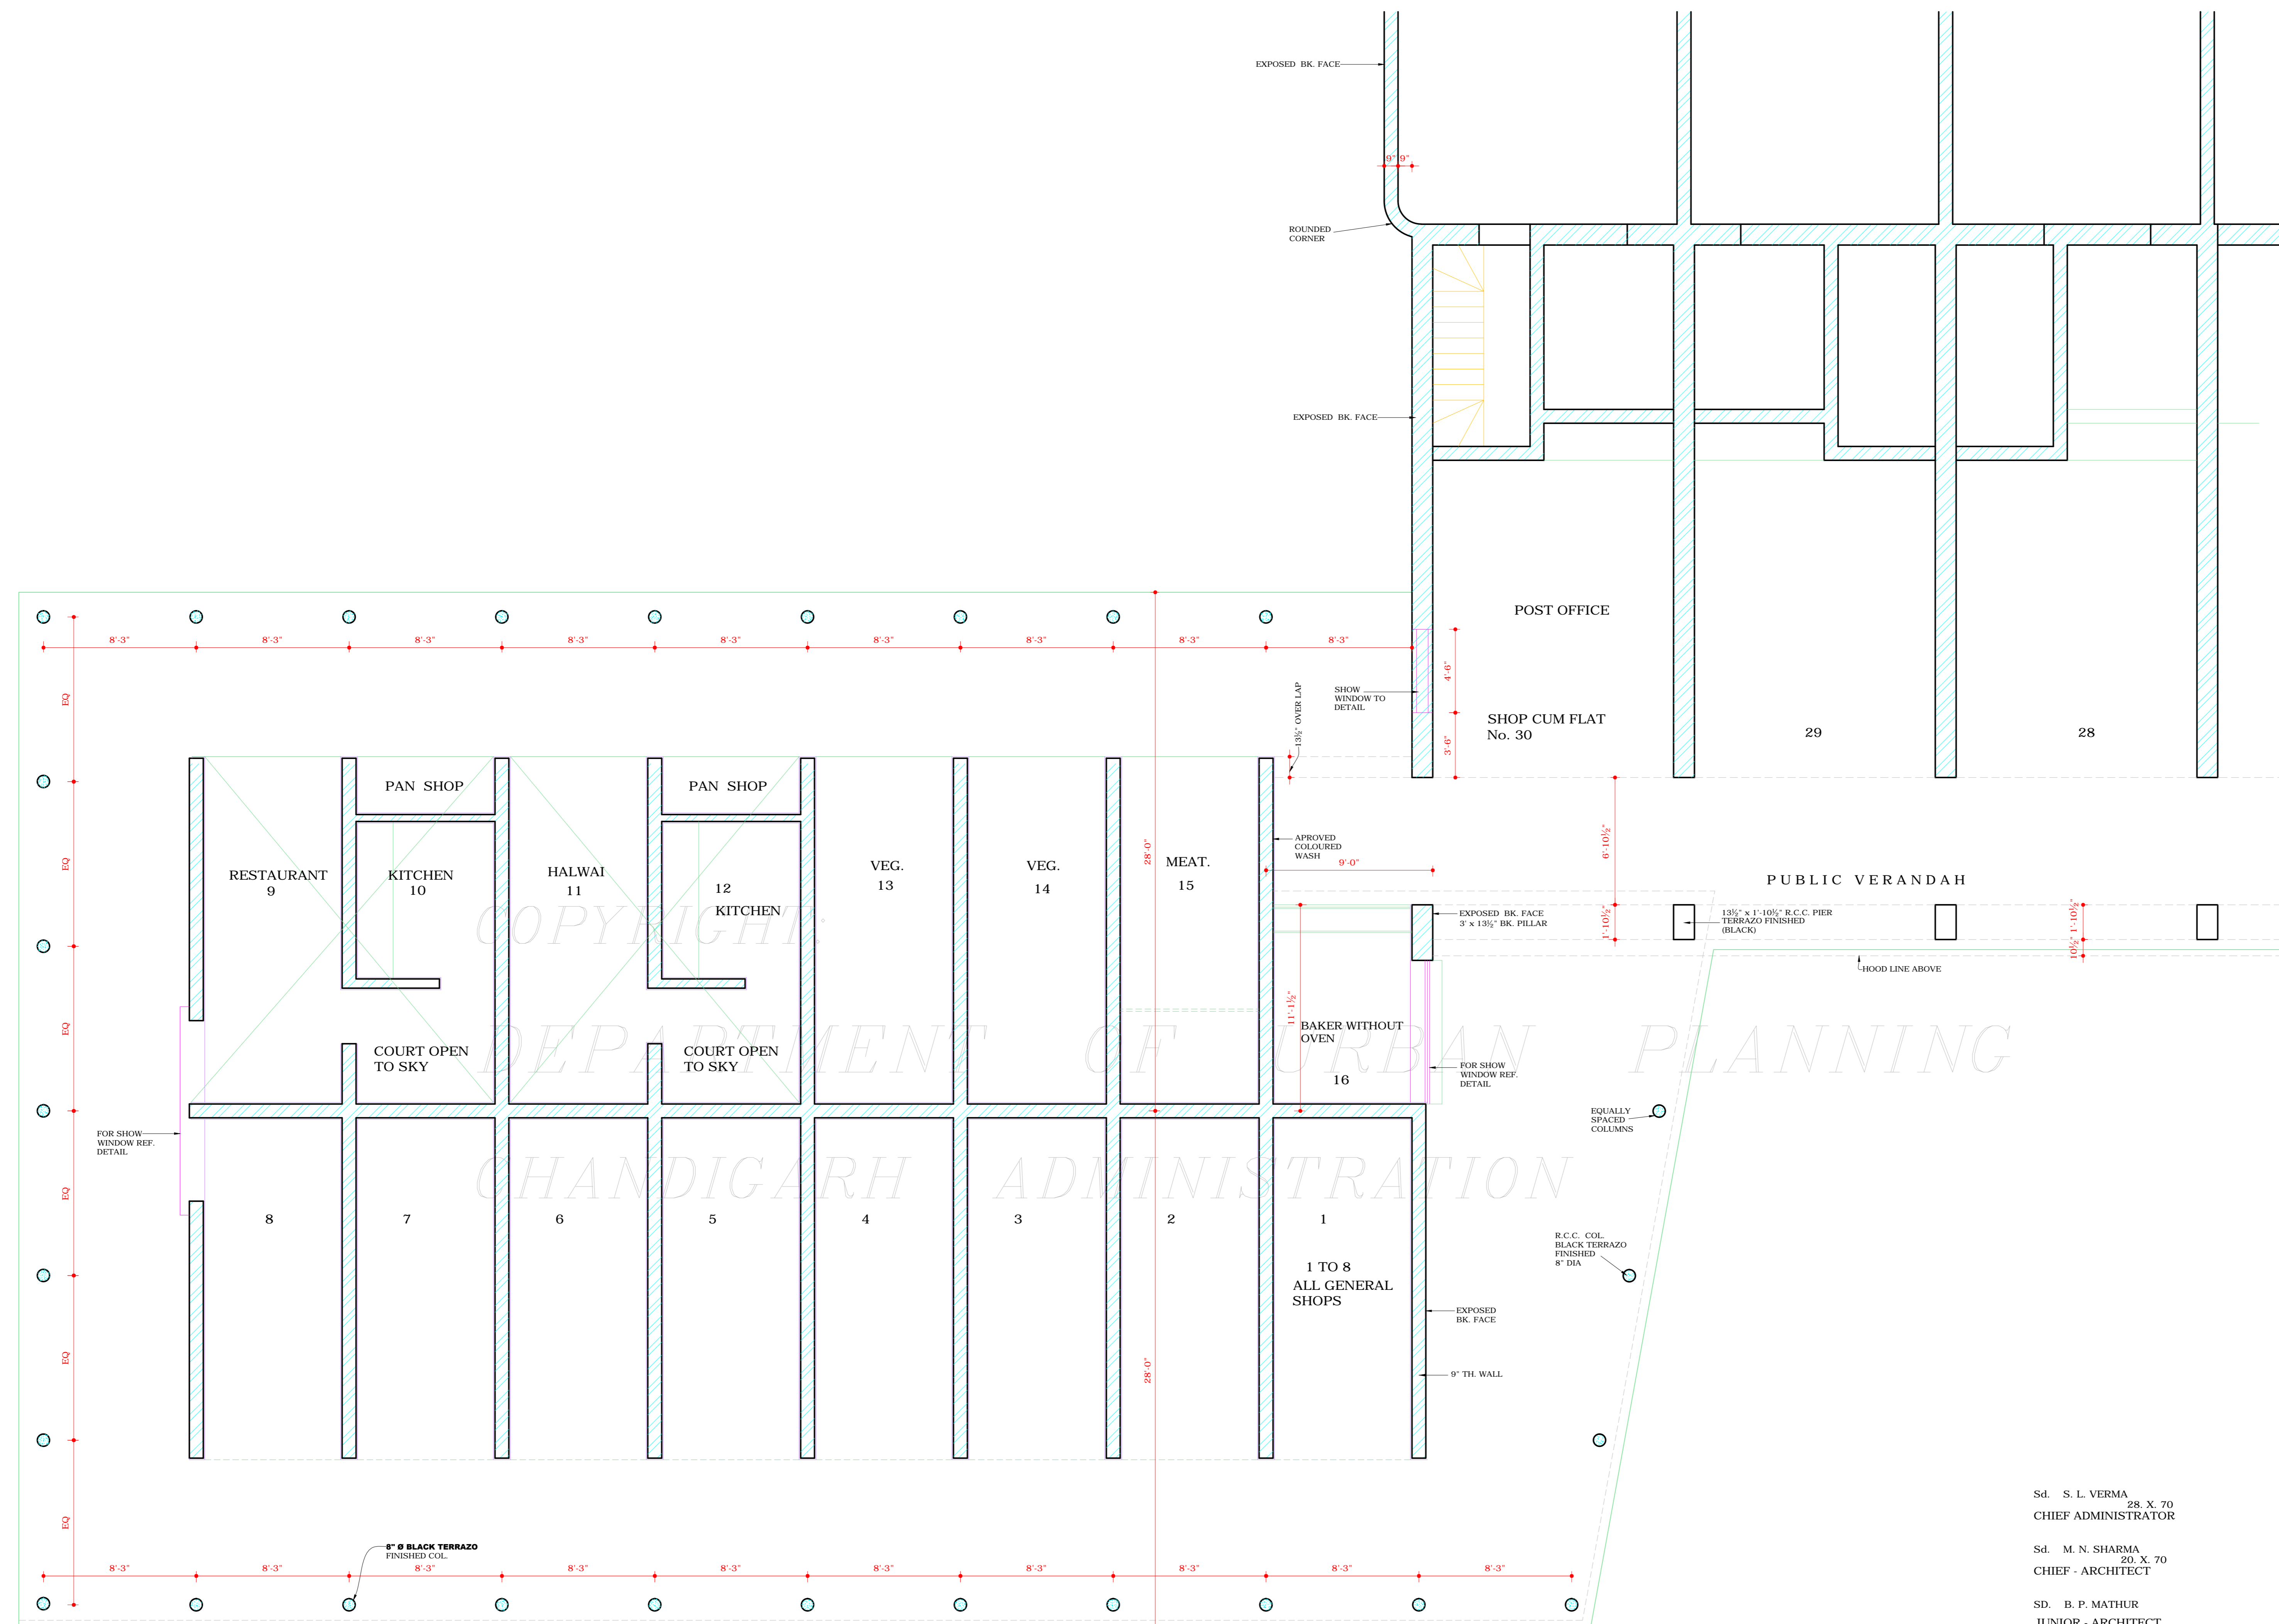 EXPOSED BK. FACE
9" 9"
ROUNDED
CORNER
EXPOSED BK. FACE
POST OFFICE
8'-3" 8'-3" 8'-3" 8'-3" 8'-3" 8'-3" 8'-3" 8'-3" 8'-3"
EQ
EQ
EQ
EQ
EQ
EQ
4'-6"
3'-6"
13½" OVER LAP
SHOW
WINDOW TO
DETAIL
SHOP CUM FLAT
No. 30
29
28
PAN SHOP
PAN SHOP
RESTAURANT
9
KITCHEN
10
HALWAI
11
12
KITCHEN
VEG.
13
VEG.
14
28'-0"
MEAT.
15
APROVED
COLOURED
WASH
9'-0"
6'-10½"
PUBLIC VERANDAH
EXPOSED BK. FACE
3' x 13½" BK. PILLAR
1'-10½"
13½" x 1'-10½" R.C.C. PIER
TERRAZO FINISHED
(BLACK)
1'-10½"
10½"
HOOD LINE ABOVE
COPYRIGHT:
11'-1½"
BAKER WITHOUT
OVEN
16
DEPARTMENT OF URBAN PLANNING
COURT OPEN
TO SKY
COURT OPEN
TO SKY
FOR SHOW
WINDOW REF.
DETAIL
EQUALLY
SPACED
COLUMNS
FOR SHOW
WINDOW REF.
DETAIL
CHANDIGARH ADMINISTRATION
8 7 6 5 4 3 2 1
1 TO 8
ALL GENERAL
SHOPS
R.C.C. COL.
BLACK TERRAZO
FINISHED
8" DIA
EXPOSED
BK. FACE
28'-0"
9" TH. WALL
8" Ø BLACK TERRAZO
FINISHED COL.
8'-3" 8'-3" 8'-3" 8'-3" 8'-3" 8'-3" 8'-3" 8'-3" 8'-3" 8'-3"
Sd. S. L. VERMA
28. X. 70
CHIEF ADMINISTRATOR
Sd. M. N. SHARMA
20. X. 70
CHIEF - ARCHITECT
SD. B. P. MATHUR
JUNIOR - ARCHITECT